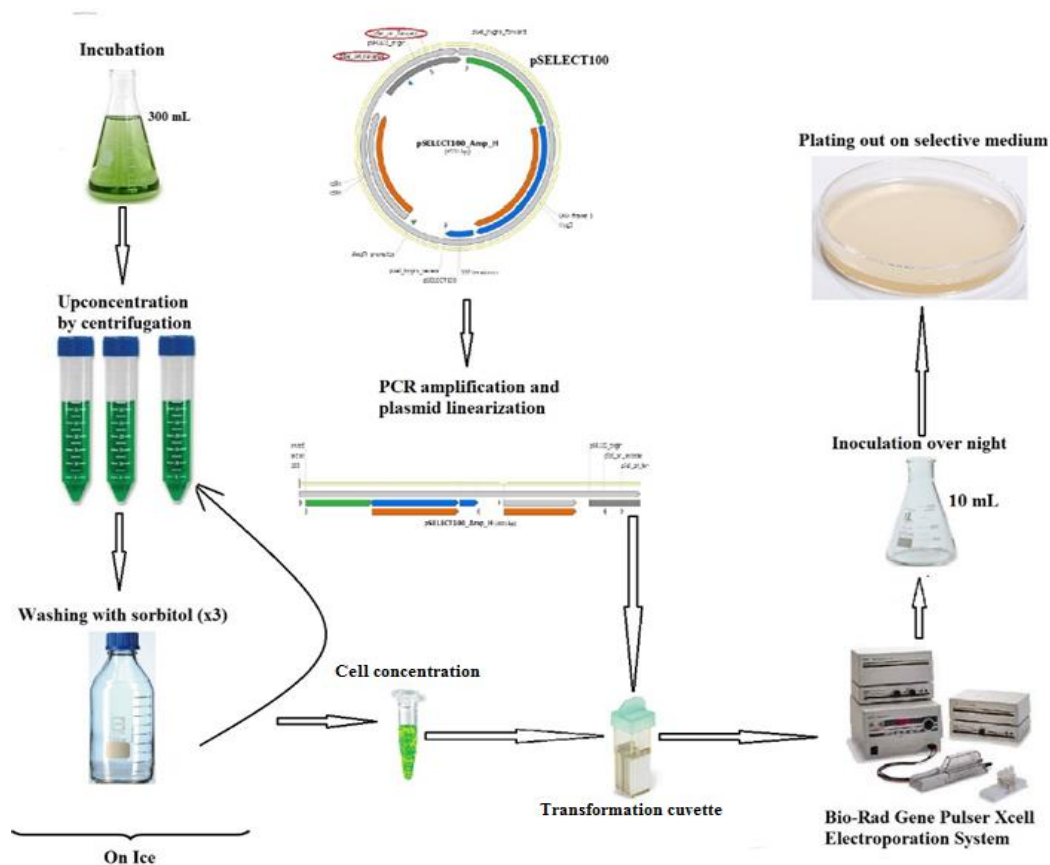 Incubation
300 mL
Upconcentration
by centrifugation
Washing with sorbitol (x3)
On Ice
pSELECT100
pSELECT100_Amp_H
PCR amplification and
plasmid linearization
pSELECT100_Amp_H
Cell concentration
Transformation cuvette
Plating out on selective medium
Inoculation over night
10 mL
Bio-Rad Gene Pulser Xcell
Electroporation System